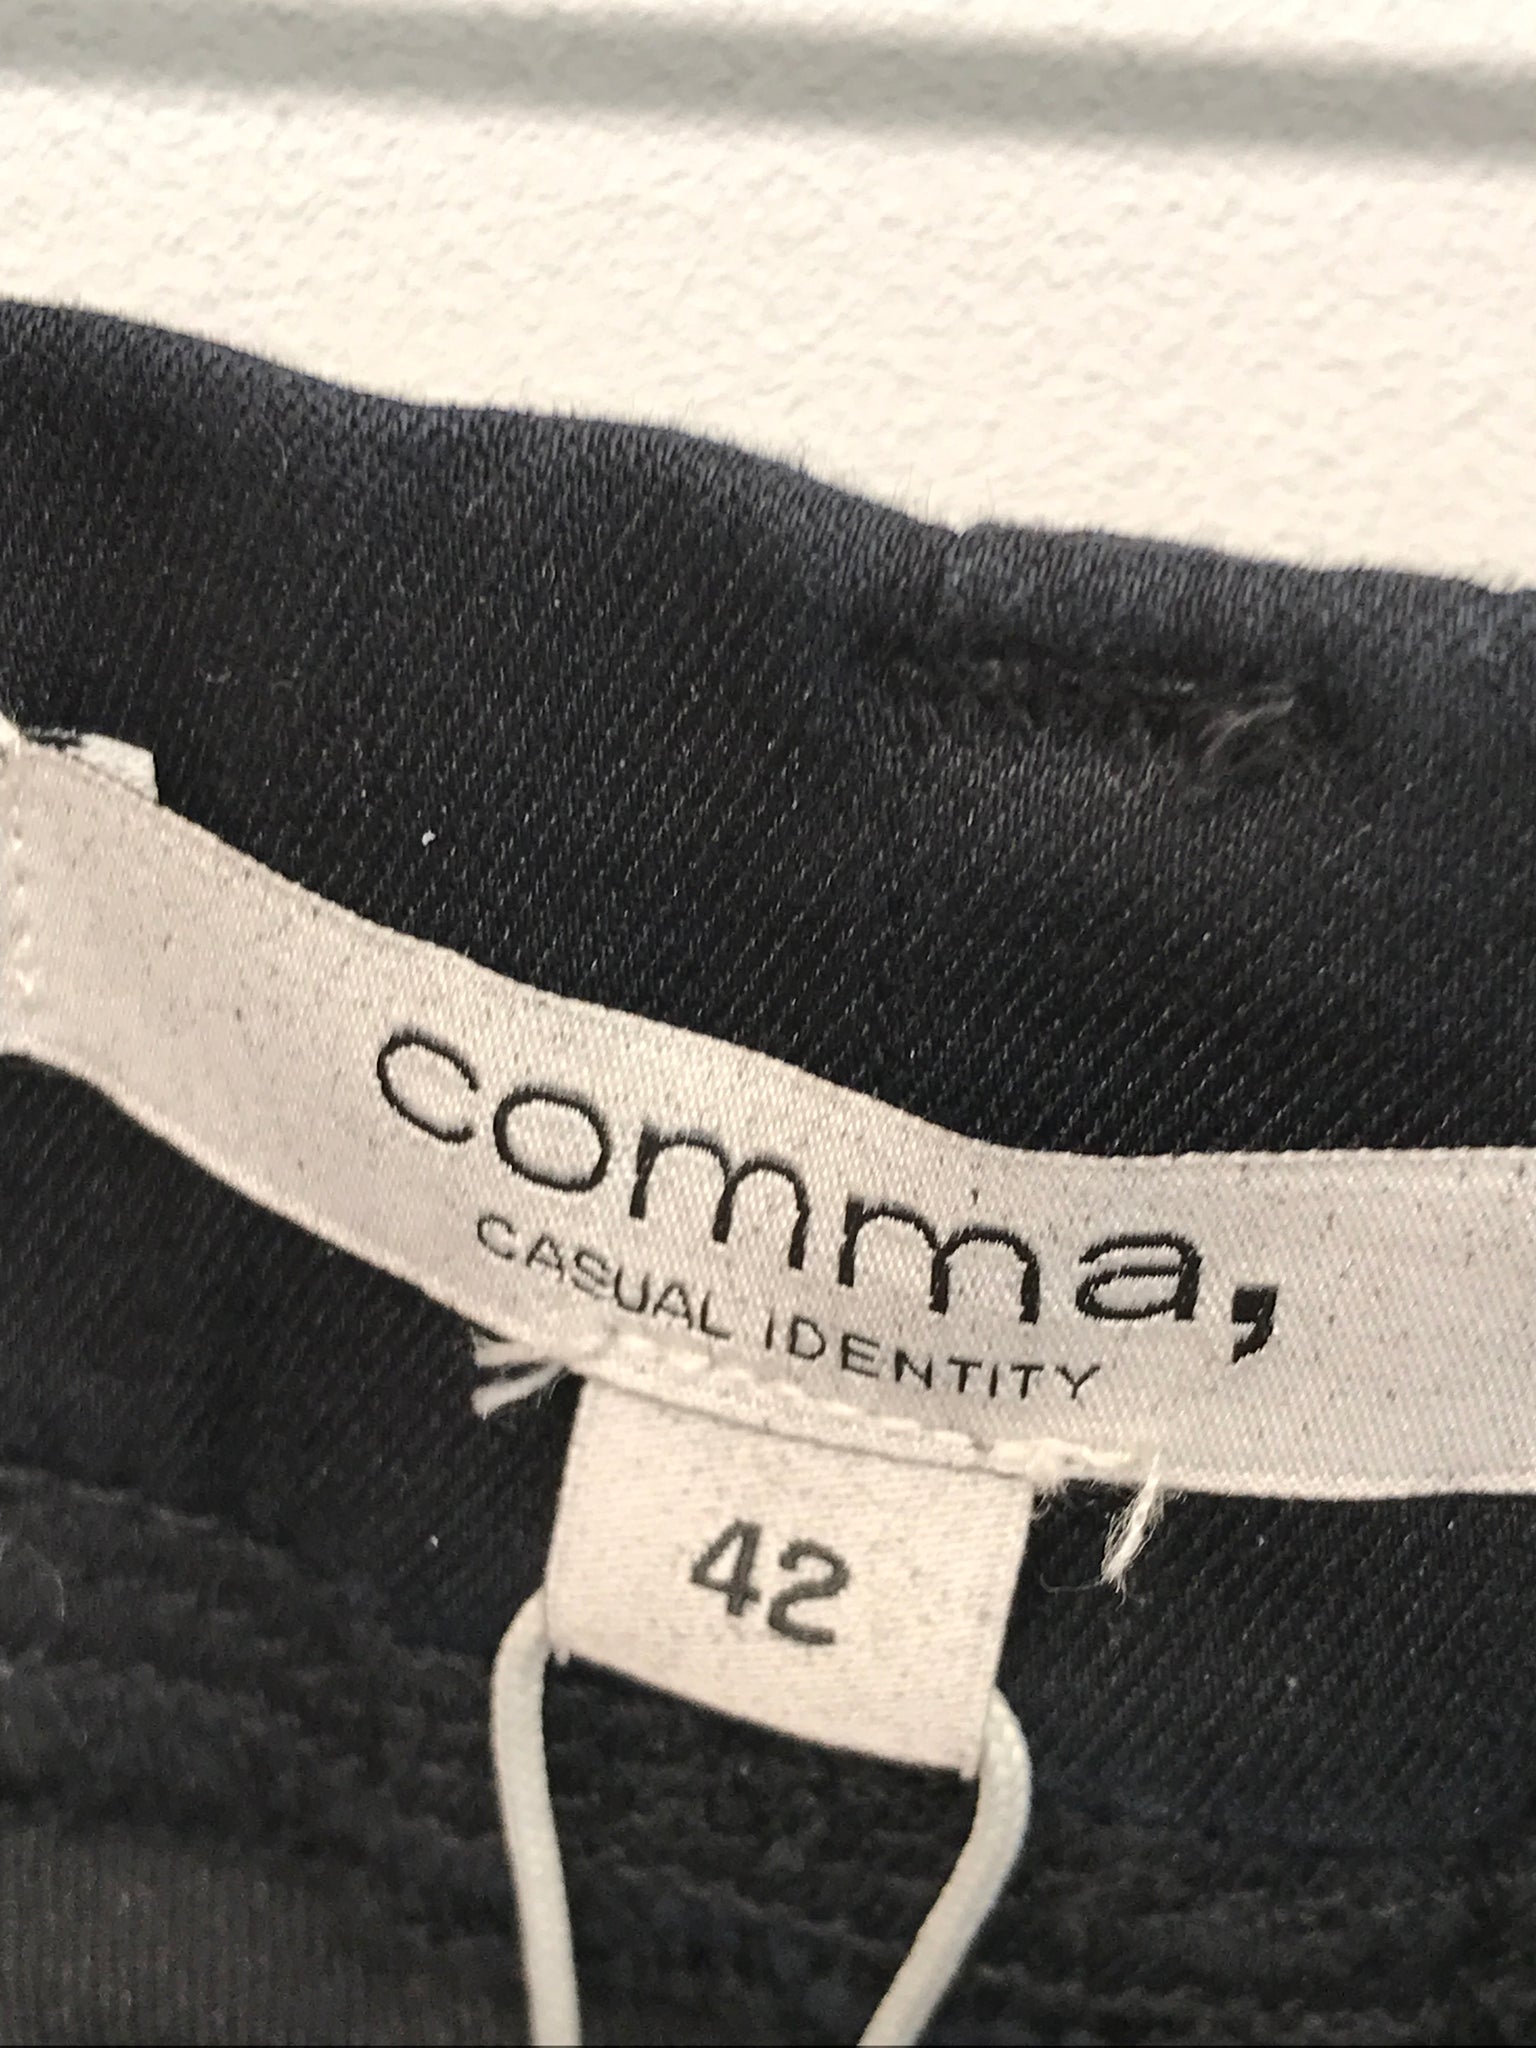 comma,
CASUAL IDENTITY
42